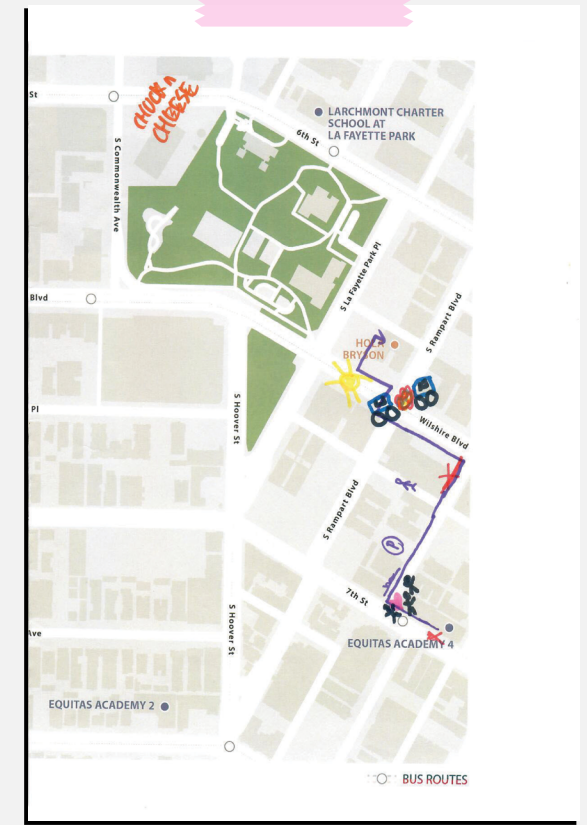 CHUCK N
CHEESE
St
S Commonwealth Ave
LARCHMONT CHARTER
SCHOOL AT
LA FAYETTE PARK
6th St
S La Fayette Park Pl
S Rampart Blvd
Blvd
BRYSON
Wilshire Blvd
Pl
S Hoover St
S Rampart Blvd
P
7th St
S Hoover St
Ave
EQUITAS ACADEMY 4
EQUITAS ACADEMY 2
BUS ROUTES